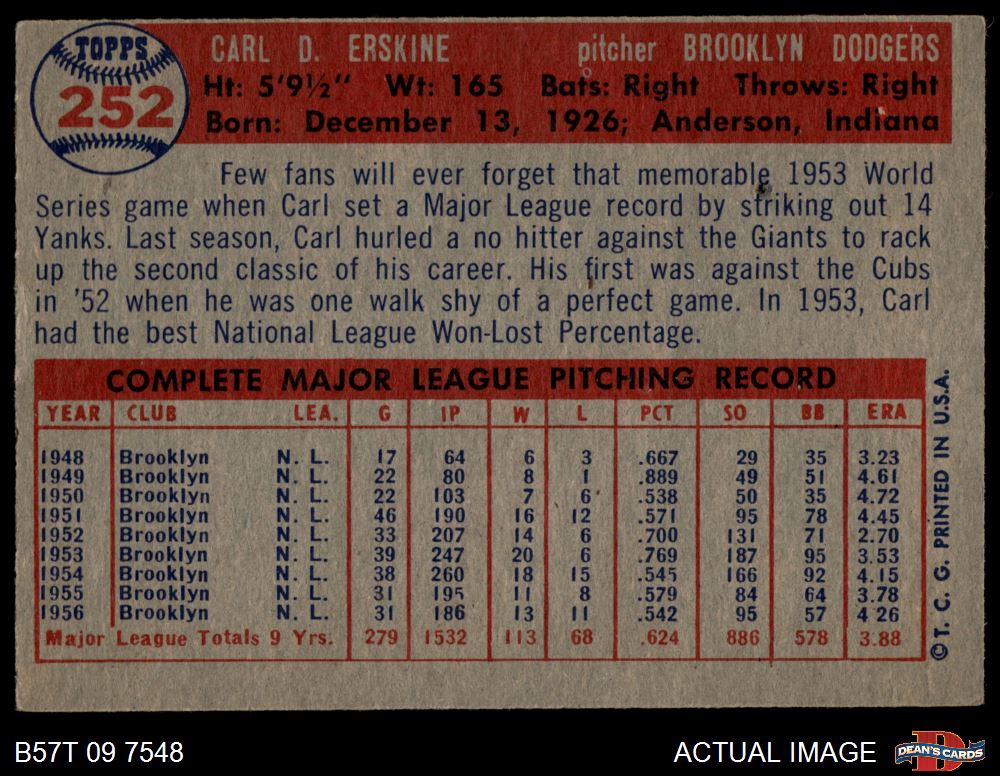 TOPPS
252
CARL D. ERSKINE pitcher BROOKLYN DODGERS
Ht: 5'9½" Wt: 165 Bats: Right Throws: Right
Born: December 13, 1926; Anderson, Indiana
Few fans will ever forget that memorable 1953 World
Series game when Carl set a Major League record by striking out 14
Yanks. Last season, Carl hurled a no hitter against the Giants to rack
up the second classic of his career. His first was against the Cubs
in '52 when he was one walk shy of a perfect game. In 1953, Carl
had the best National League Won-Lost Percentage.
COMPLETE MAJOR LEAGUE PITCHING RECORD
YEAR CLUB LEA. G IP W L PCT SO BB ERA
1948 Brooklyn N. L. 17 64 6 3 .667 29 35 3.23
1949 Brooklyn N. L. 22 80 8 1 .889 49 51 4.61
1950 Brooklyn N. L. 22 103 7 6 .538 50 35 4.72
1951 Brooklyn N. L. 46 190 16 12 .571 95 78 4.45
1952 Brooklyn N. L. 33 207 14 6 .700 131 71 2.70
1953 Brooklyn N. L. 39 247 20 6 .769 187 95 3.53
1954 Brooklyn N. L. 38 260 18 15 .545 166 92 4.15
1955 Brooklyn N. L. 31 195 11 8 .579 84 64 3.78
1956 Brooklyn N. L. 31 186 13 11 .542 95 57 4 26
Major League Totals 9 Yrs. 279 1532 113 68 .624 886 578 3.88
© T. C. G. PRINTED IN U.S.A.
B57T 09 7548 ACTUAL IMAGE
DEAN'S CARDS